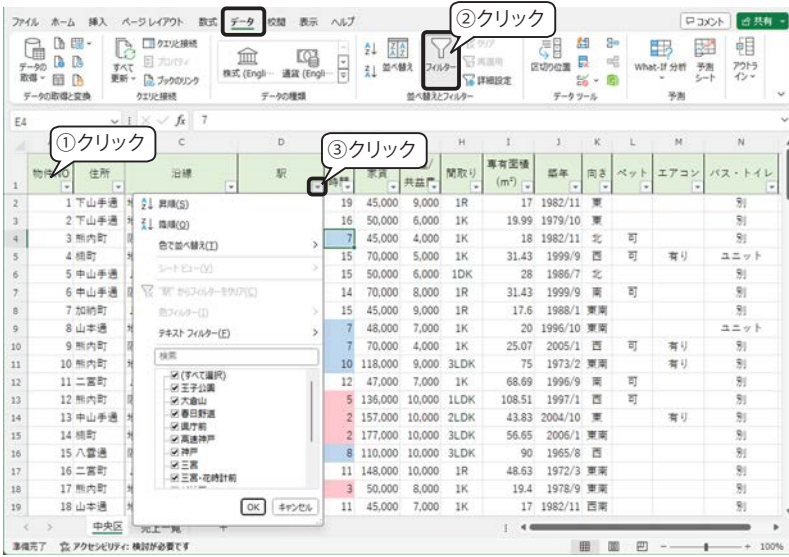 ファイル ホーム 挿入 ページ レイアウト 数式 データ 校閲 表示 ヘルプ
コメント 共有
②クリック
データの取得
すべて更新
クエリと接続
プロパティ
ブックのリンク
株式 (Engli… 通貨 (Engli…
並べ替え
フィルター
クリア
再適用
詳細設定
区切り位置
What-If 分析
予測シート
アウトライン
データの取得と変換 クエリと接続 データの種類 並べ替えとフィルター データ ツール 予測
E4 fx 7
①クリック
③クリック
C D H I J K L M N
1 物件NO 住所 沿線 駅 家賃 共益費 間取り 専有面積(m²) 築年 向き ペット エアコン バス・トイレ
2 1 下山手通 19 45,000 9,000 1R 17 1982/11 東 別
3 2 下山手通 16 50,000 6,000 1K 19.99 1979/10 東 別
4 3 熊内町 7 45,000 4,000 1K 18 1982/11 北 可 別
5 4 楠町 15 70,000 5,000 1K 31.43 1999/9 西 可 有り ユニット
6 5 中山手通 15 50,000 6,000 1DK 28 1986/7 北 別
7 6 中山手通 14 70,000 8,000 1R 31.43 1999/9 南 可 別
8 7 加納町 15 45,000 9,000 1R 17.6 1988/1 東南 別
9 8 山本通 7 48,000 7,000 1K 20 1996/10 東南 ユニット
10 9 熊内町 7 70,000 4,000 1K 25.07 2005/1 西 可 有り 別
11 10 熊内町 10 118,000 9,000 3LDK 75 1973/2 東南 有り 別
12 11 二宮町 12 47,000 7,000 1K 68.69 1996/9 南 可 別
13 12 熊内町 5 136,000 10,000 1LDK 108.51 1997/1 西 可 別
14 13 中山手通 2 157,000 10,000 2LDK 43.83 2004/10 東 有り 別
15 14 楠町 2 177,000 10,000 3LDK 56.65 2006/1 東南 別
16 15 八雲通 8 110,000 10,000 3LDK 90 1965/8 西 別
17 16 二宮町 11 148,000 10,000 1R 48.63 1972/3 東南 別
18 17 熊内町 3 50,000 8,000 1K 19.4 1978/9 東南 別
19 18 山本通 11 45,000 7,000 1K 17 1982/11 西南 別
昇順(S)
降順(O)
色で並べ替え(T)
シート ビュー(V)
"駅" からフィルターをクリア(C)
色フィルター(I)
テキスト フィルター(F)
検索
(すべて選択)
王子公園
大倉山
春日野道
県庁前
高速神戸
神戸
三宮
三宮・花時計前
OK キャンセル
中央区 売上一覧 +
準備完了 アクセシビリティ: 検討が必要です 100%